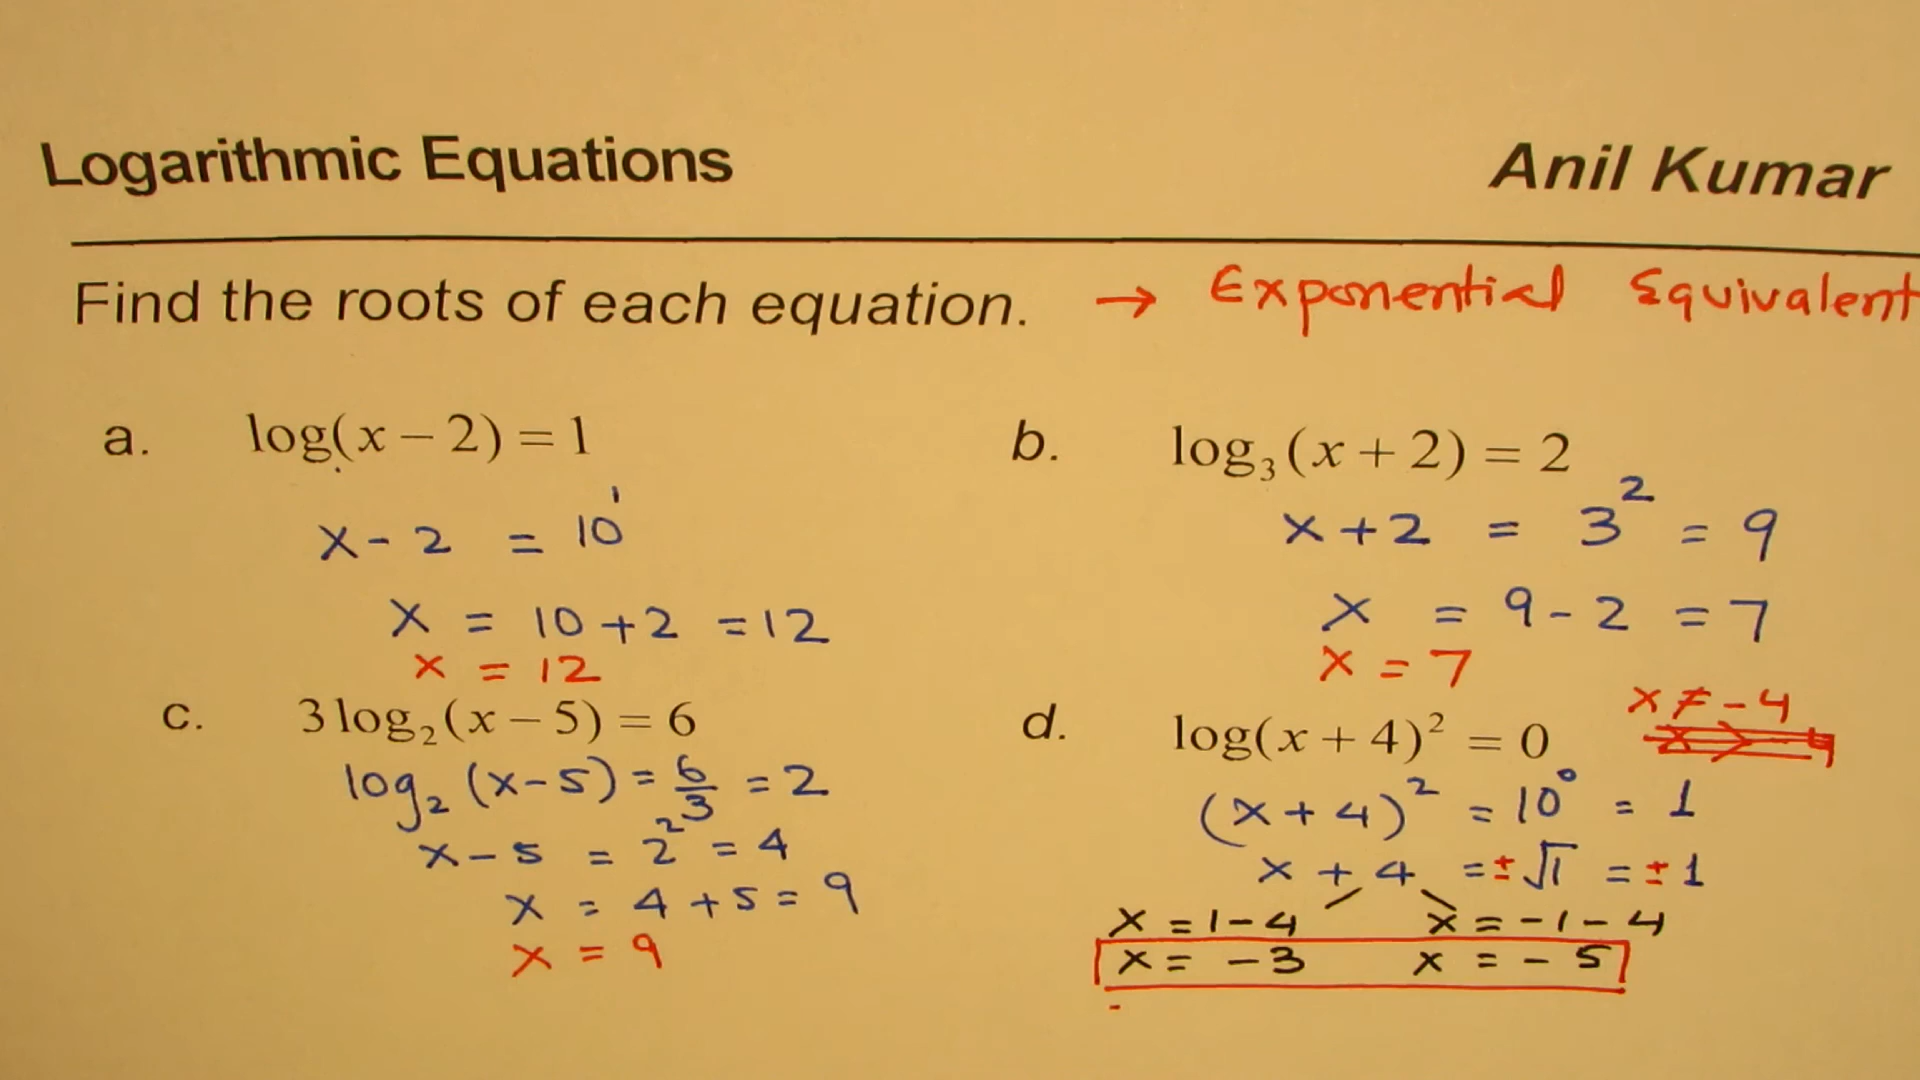 Logarithmic Equations Anil Kumar
Find the roots of each equation. → Exponential Equivalent
a. log(x − 2) = 1
x − 2 = 10¹
x = 10 + 2 = 12
x = 12
b. log₃(x + 2) = 2
x + 2 = 3² = 9
x = 9 − 2 = 7
x = 7
c. 3 log₂(x − 5) = 6
log₂(x − 5) = 6/3 = 2
x − 5 = 2² = 4
x = 4 + 5 = 9
x = 9
d. log(x + 4)² = 0
x ≠ −4
(x + 4)² = 10⁰ = 1
x + 4 = ± √1 = ± 1
x = 1 − 4 x = −1 − 4
x = −3 x = −5